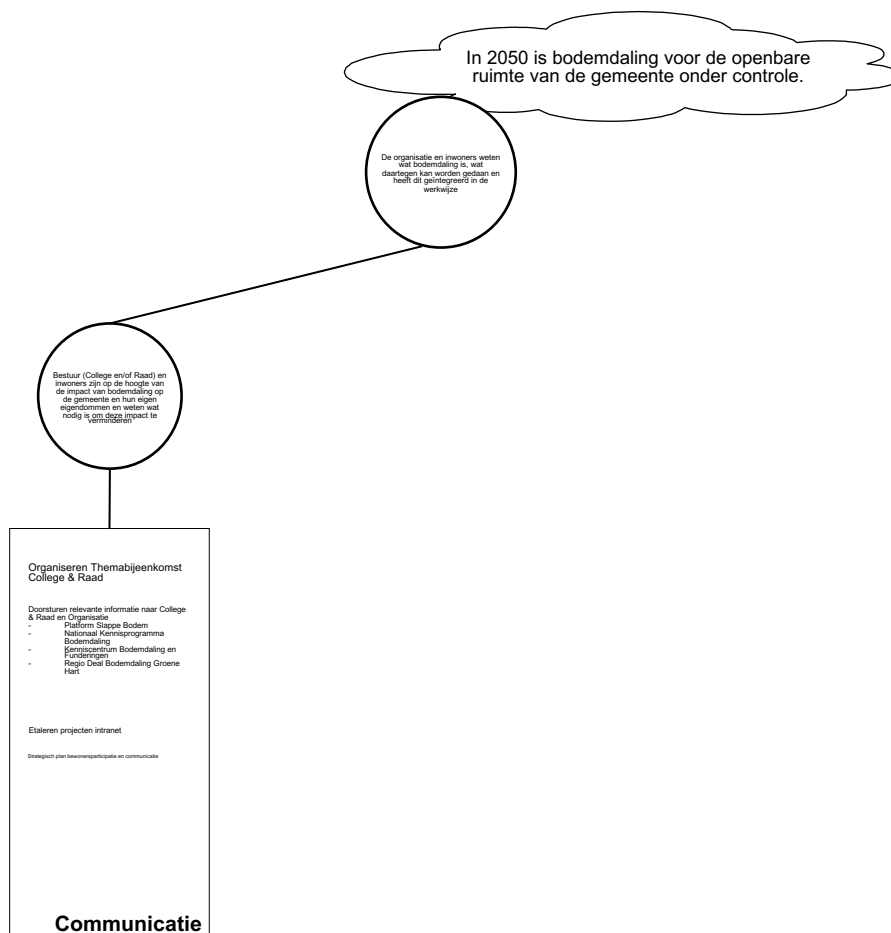 In 2050 is bodemdaling voor de openbare
ruimte van de gemeente onder controle.
De organisatie en inwoners weten
wat bodemdaling is, wat
daartegen kan worden gedaan en
heeft dit geïntegreerd in de
werkwijze
Bestuur (College en/of Raad) en
inwoners zijn op de hoogte van
de impact van bodemdaling op
de gemeente en hun eigen
eigendommen en weten wat
nodig is om deze impact te
verminderen
Organiseren Themabijeenkomst
College & Raad
Doorsturen relevante informatie naar College
& Raad en Organisatie
- Platform Slappe Bodem
- Nationaal Kennisprogramma
Bodemdaling
- Kenniscentrum Bodemdaling en
Funderingen
- Regio Deal Bodemdaling Groene
Hart
Etaleren projecten intranet
Strategisch plan bewonersparticipatie en communicatie
Communicatie